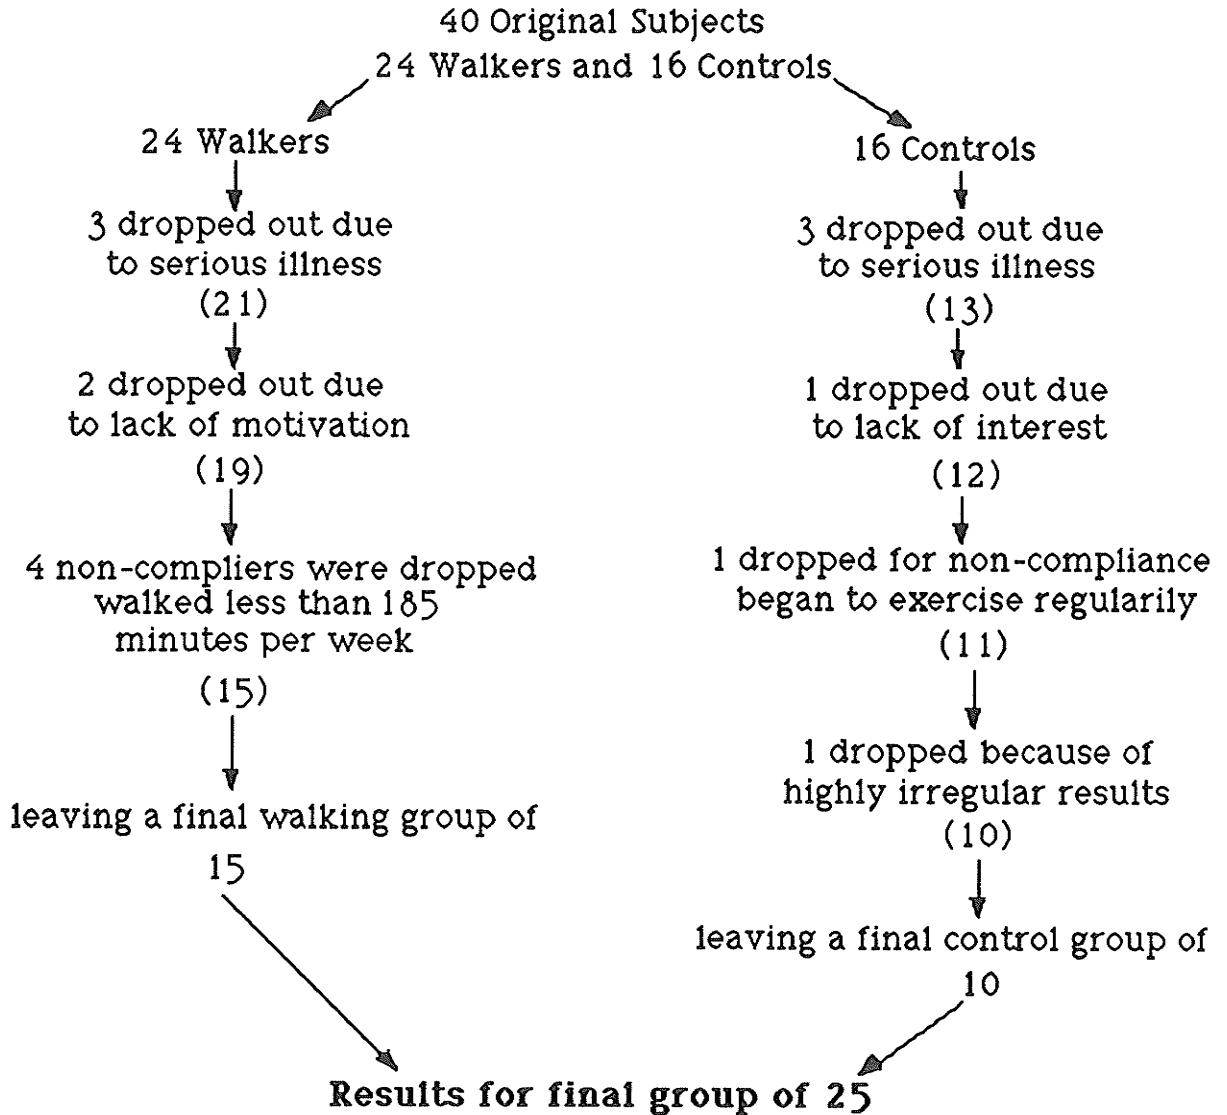 40 Original Subjects
24 Walkers and 16 Controls
24 Walkers
3 dropped out due
to serious illness
(21)
2 dropped out due
to lack of motivation
(19)
4 non-compliers were dropped
walked less than 185
minutes per week
(15)
leaving a final walking group of
15
16 Controls
3 dropped out due
to serious illness
(13)
1 dropped out due
to lack of interest
(12)
1 dropped for non-compliance
began to exercise regularily
(11)
1 dropped because of
highly irregular results
(10)
leaving a final control group of
10
Results for final group of 25